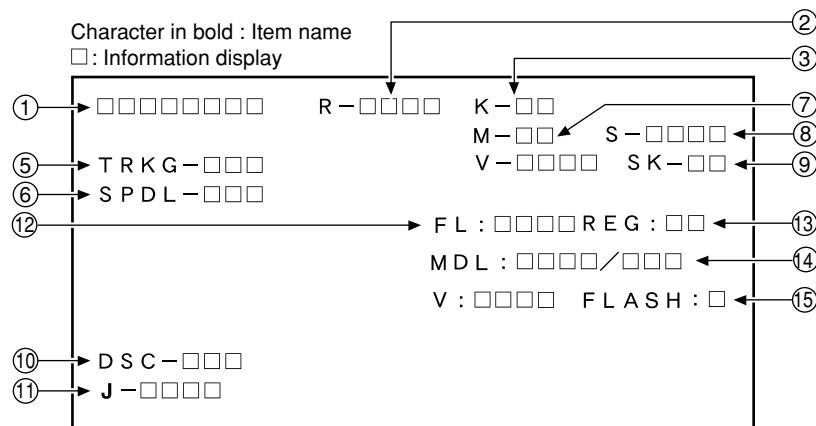 Character in bold : Item name
□ : Information display
②
③
① □□□□□□□□ R－□□□□ K－□□
M－□□ ⑦
S－□□□□ ⑧
⑤ TRKG－□□□ V－□□□□ SK－□□ ⑨
⑥ SPDL－□□□
⑫ FL：□□□□ REG：□□ ⑬
MDL：□□□□／□□□ ⑭
V：□□□□ FLASH：□ ⑮
⑩ DSC－□□□
⑪ J－□□□□